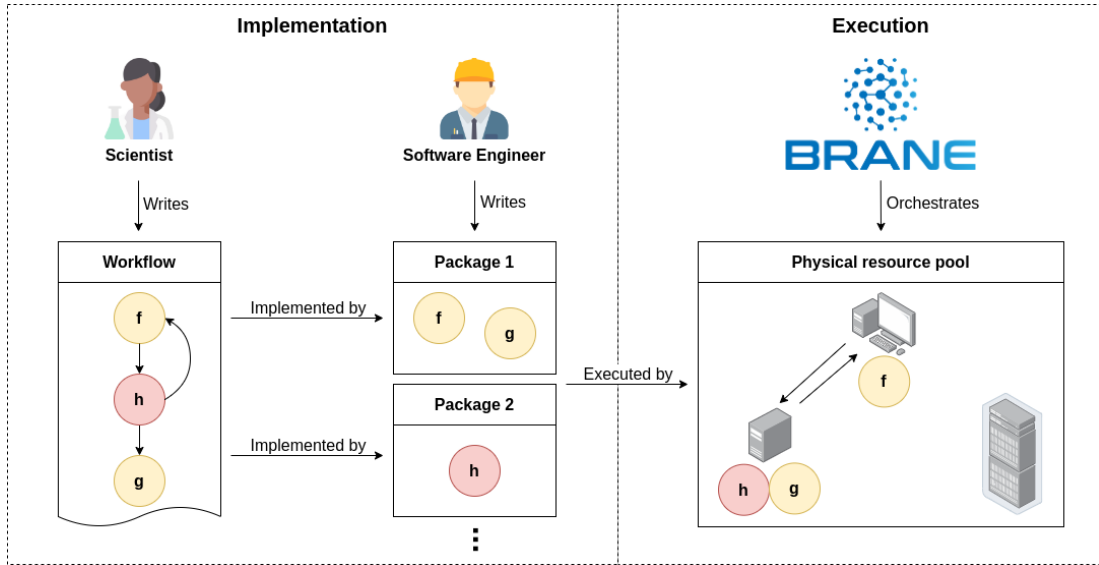 Implementation
Execution
Scientist
Software Engineer
BRANE
Writes
Writes
Orchestrates
Workflow
Package 1
Physical resource pool
f
Implemented by
f
g
h
Executed by
f
Package 2
Implemented by
h
g
h
g
⋮